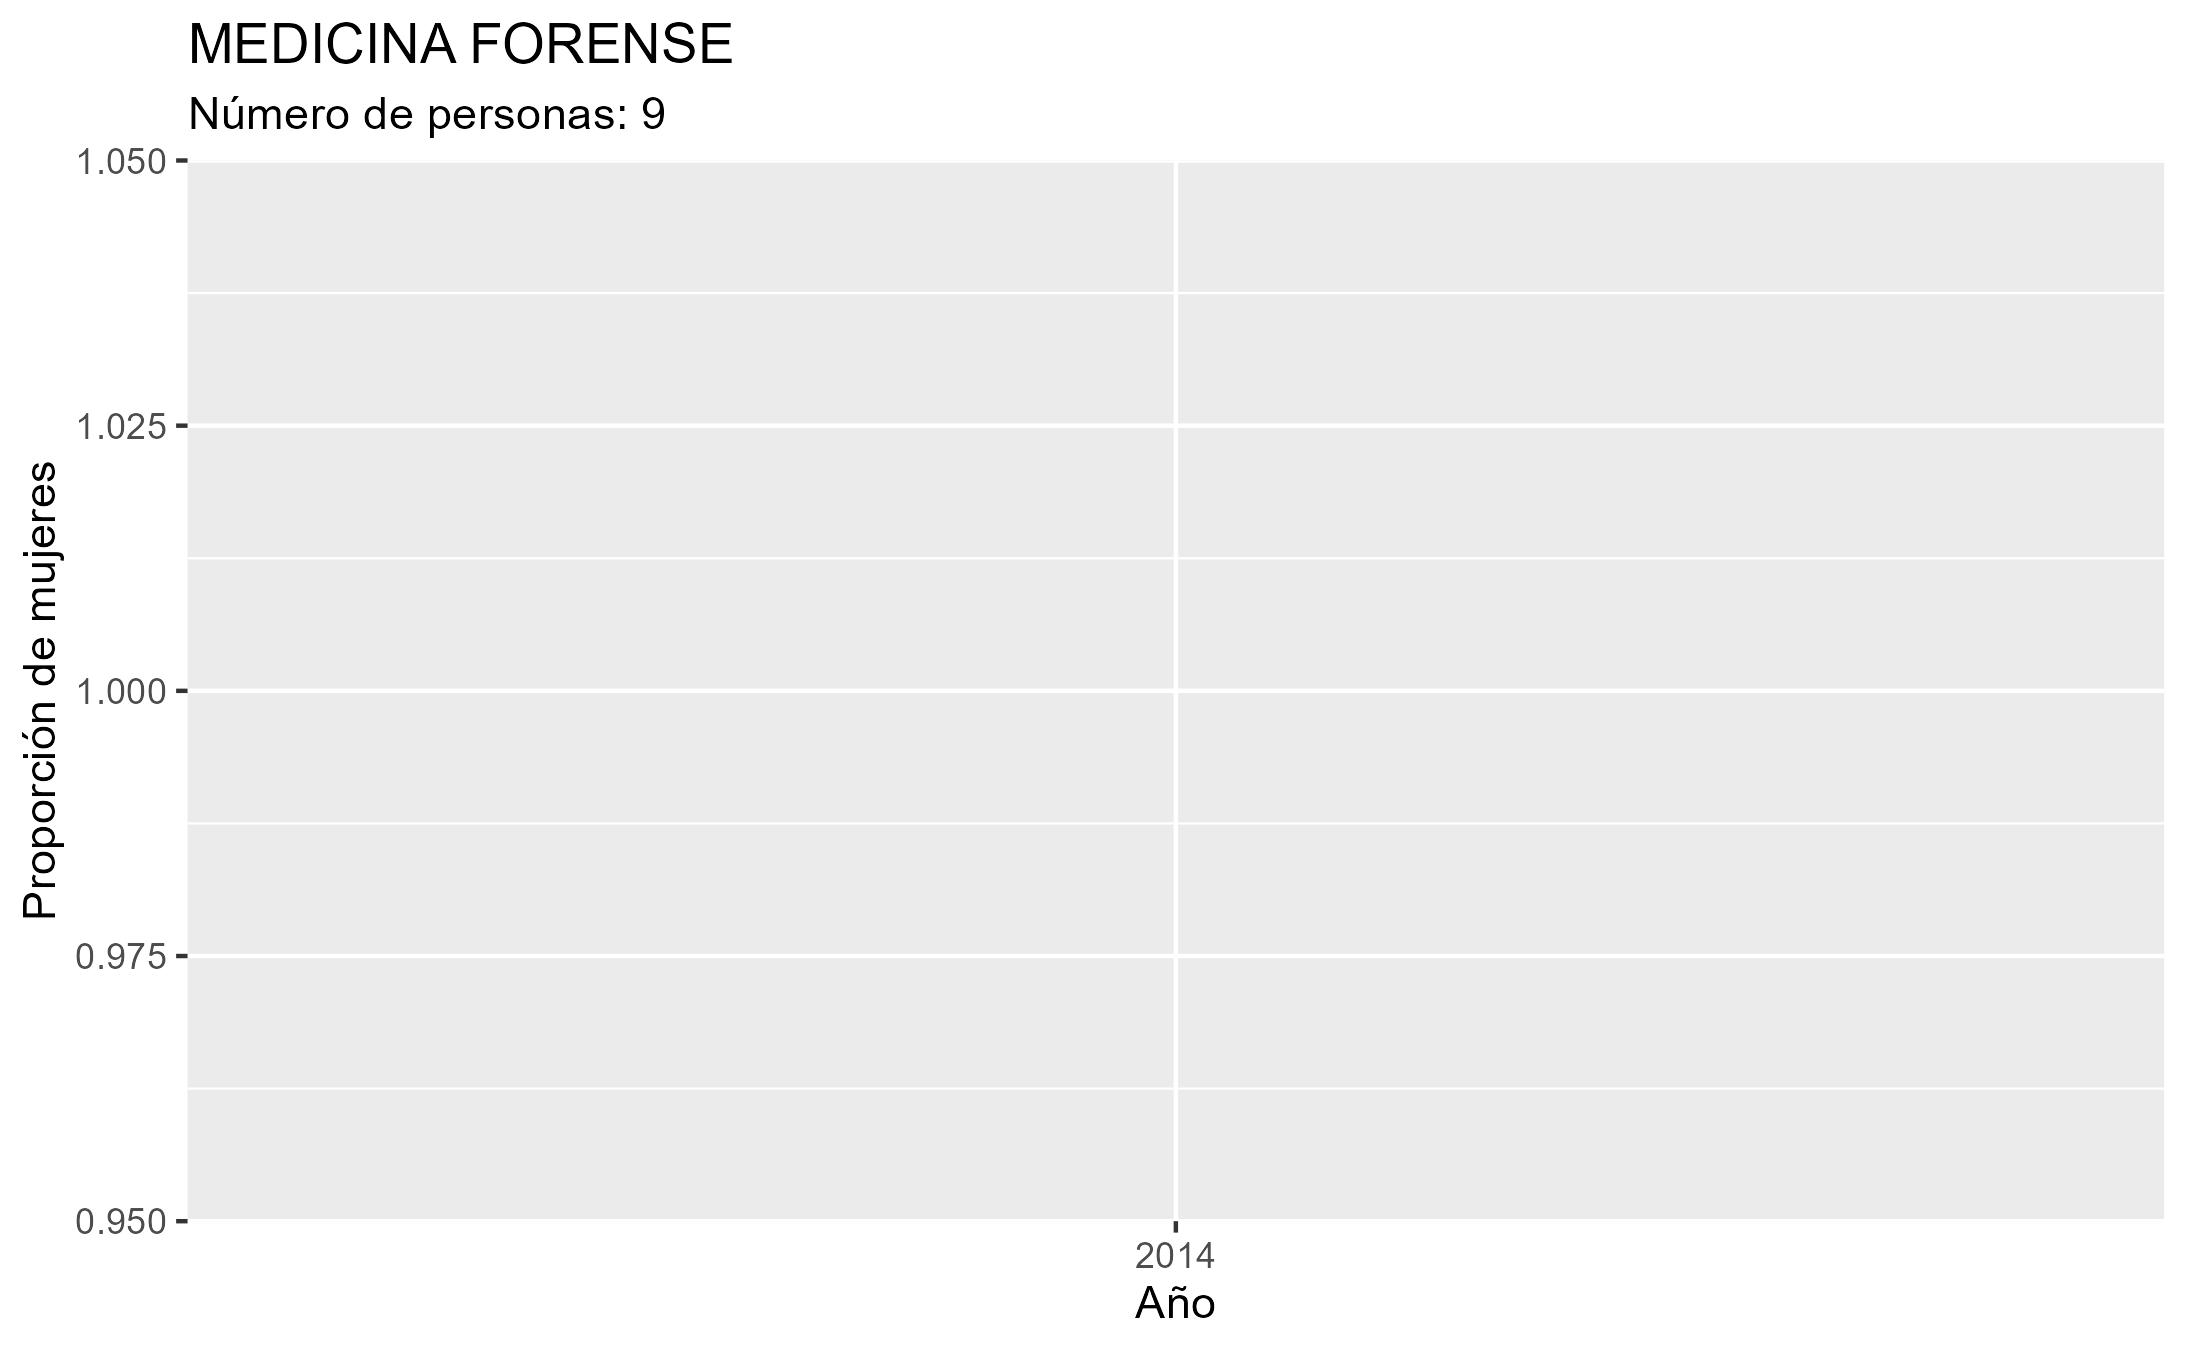 MEDICINA FORENSE
Número de personas: 9
1.050
1.025
1.000
0.975
0.950
Proporción de mujeres
2014
Año